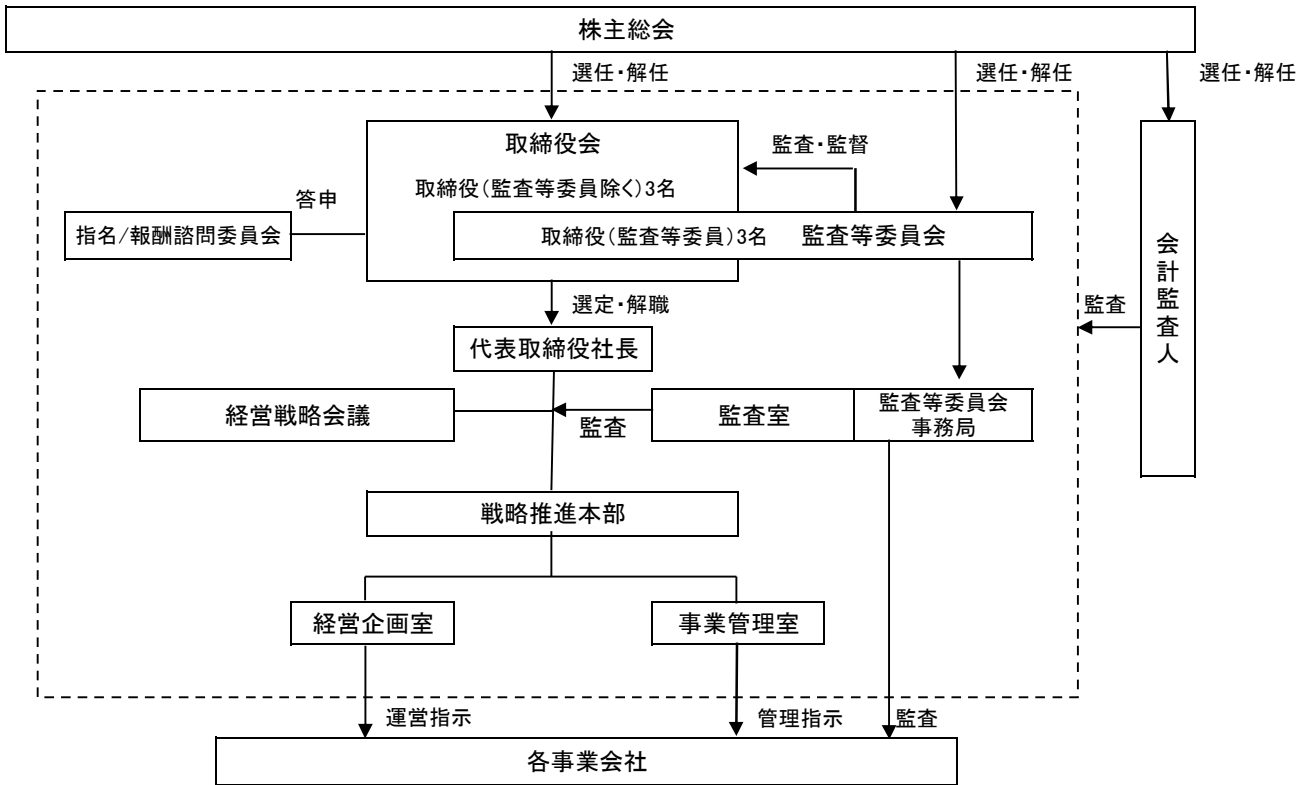 株主総会
選任・解任
選任・解任
選任・解任
取締役会
監査・監督
取締役(監査等委員除く)3名
答申
指名/報酬諮問委員会
取締役(監査等委員)3名 監査等委員会
会計監査人
選定・解職
監査
代表取締役社長
経営戦略会議
監査
監査室
監査等委員会
事務局
戦略推進本部
経営企画室
事業管理室
運営指示
管理指示
監査
各事業会社